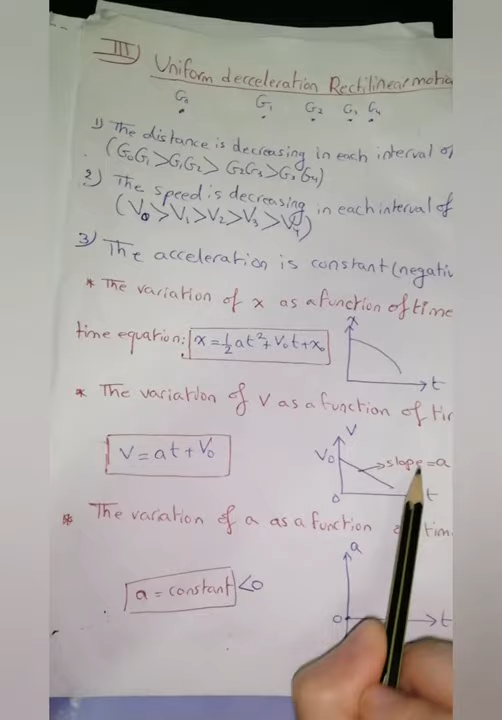 III) Uniform decceleration Rectilinear motio
G0 G1 G2 G3 G4
1) The distance is decreasing in each interval of
(G0G1>G1G2> G2G3>G3G4)
2) The speed is decreasing in each interval of
(V0>V1>V2>V3>V4)
3) The acceleration is constant (negativ
* The variation of x as a function of time
time equation: x = 1/2 at² + V0t + x0
x
t
* The variation of V as a function of tir
V = at + V0
V
V0
slope = a
0
t
* The variation of a as a function tim
a = constant <0
a
0
t